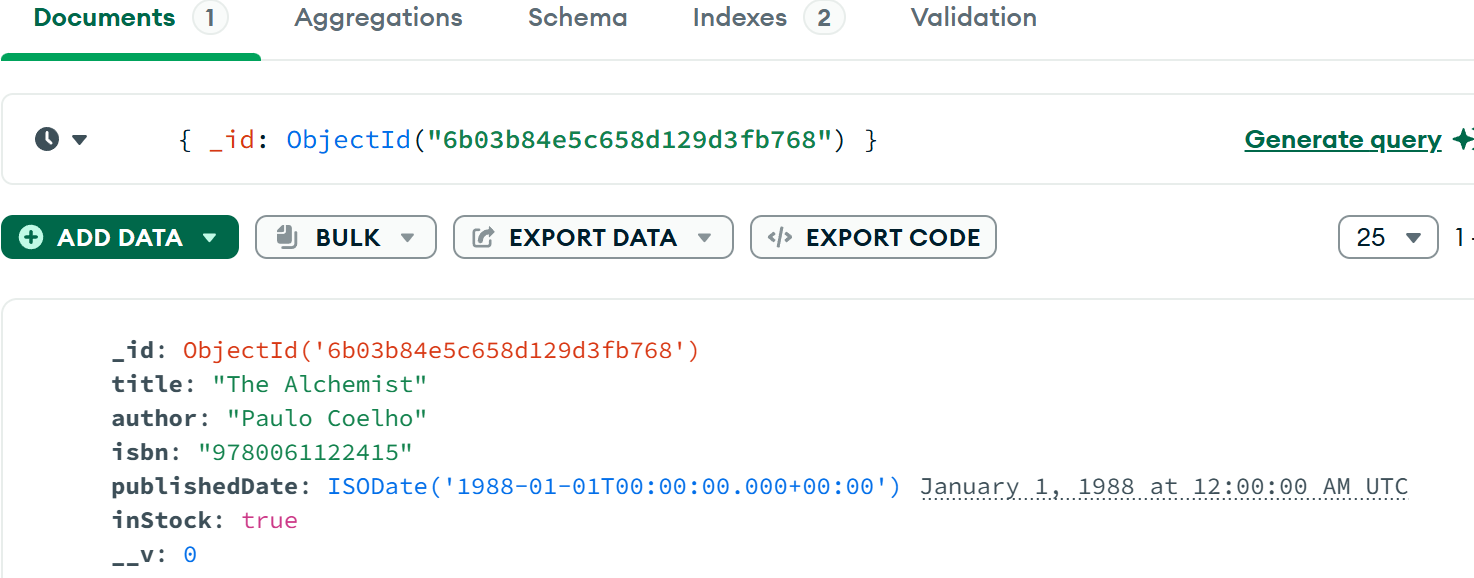 Documents 1 Aggregations Schema Indexes 2 Validation
{ _id: ObjectId("6b03b84e5c658d129d3fb768") } Generate query
ADD DATA BULK EXPORT DATA </> EXPORT CODE 25 1
_id: ObjectId('6b03b84e5c658d129d3fb768')
title: "The Alchemist"
author: "Paulo Coelho"
isbn: "9780061122415"
publishedDate: ISODate('1988-01-01T00:00:00.000+00:00') January 1, 1988 at 12:00:00 AM UTC
inStock: true
__v: 0